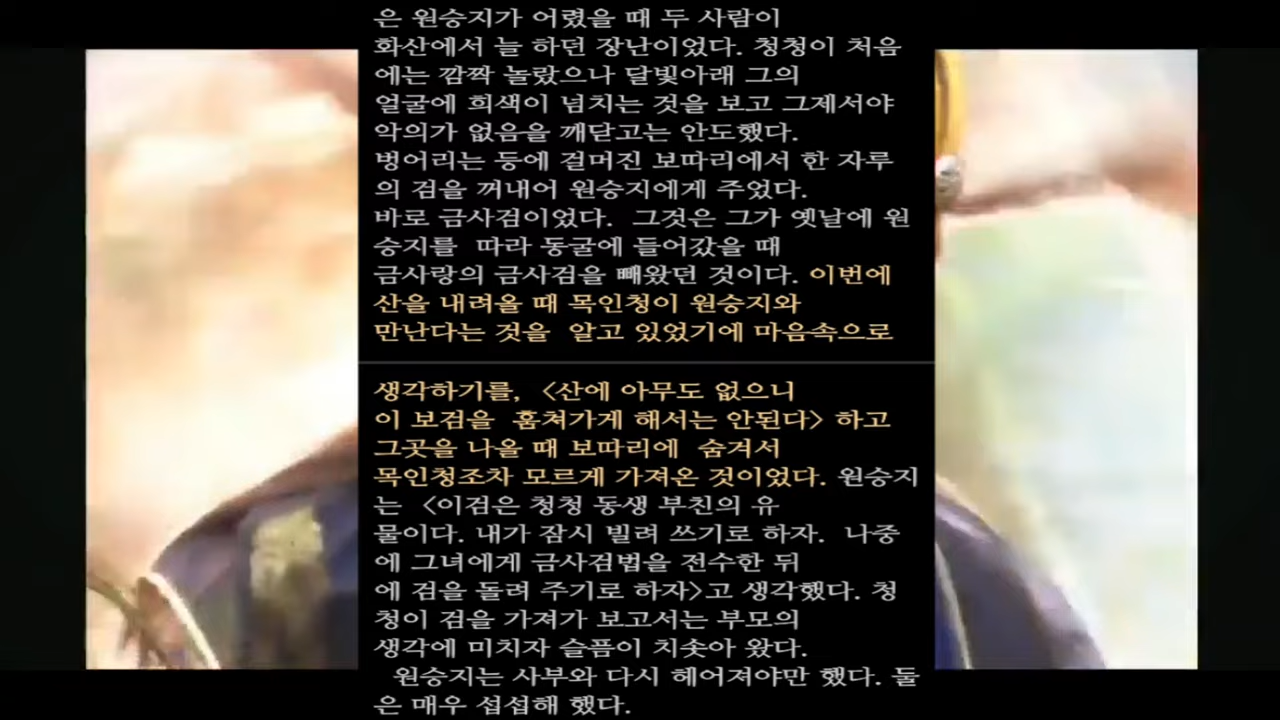 은 원승지가 어렸을 때 두 사람이
화산에서 늘 하던 장난이었다. 청청이 처음
에는 깜짝 놀랐으나 달빛아래 그의
얼굴에 희색이 넘치는 것을 보고 그제서야
악의가 없음을 깨닫고는 안도했다.
벙어리는 등에 걸머진 보따리에서 한 자루
의 검을 꺼내어 원승지에게 주었다.
바로 금사검이었다. 그것은 그가 옛날에 원
승지를 따라 동굴에 들어갔을 때
금사랑의 금사검을 빼왔던 것이다. 이번에
산을 내려올 때 목인청이 원승지와
만난다는 것을 알고 있었기에 마음속으로
생각하기를, 〈산에 아무도 없으니
이 보검을 훔쳐가게 해서는 안된다〉 하고
그곳을 나올 때 보따리에 숨겨서
목인청조차 모르게 가져온 것이었다. 원승지
는 〈이검은 청청 동생 부친의 유
물이다. 내가 잠시 빌려 쓰기로 하자. 나중
에 그녀에게 금사검법을 전수한 뒤
에 검을 돌려 주기로 하자〉고 생각했다. 청
청이 검을 가져가 보고서는 부모의
생각에 미치자 슬픔이 치솟아 왔다.
원승지는 사부와 다시 헤어져야만 했다. 둘
은 매우 섭섭해 했다.